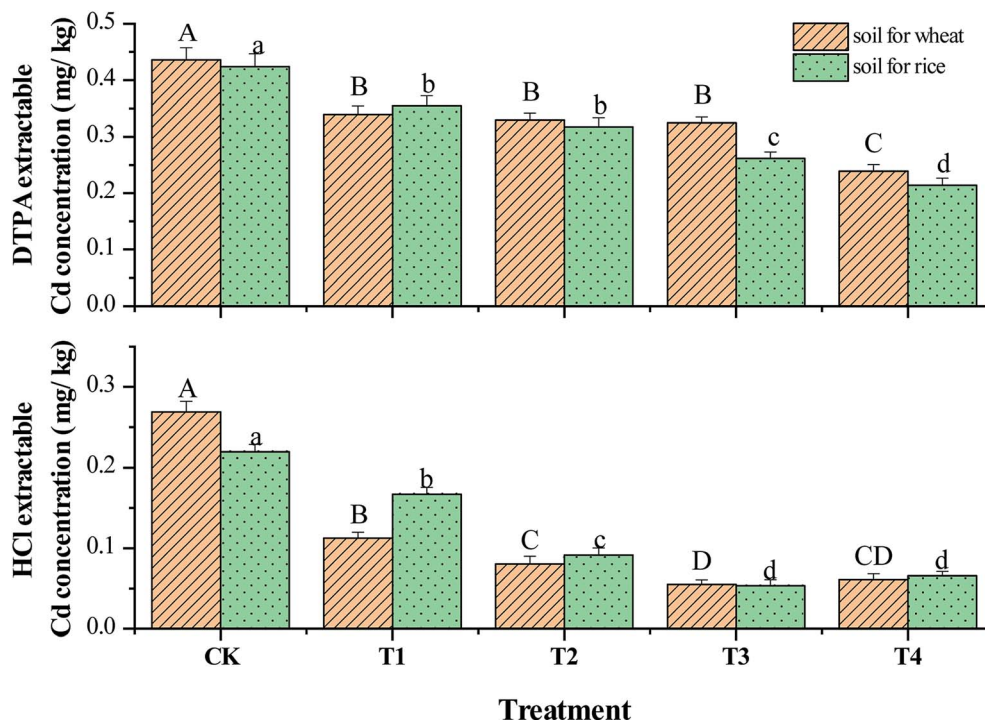 DTPA extractable
Cd concentration (mg/kg)
0.5
0.4
0.3
0.2
0.1
0.0
A
a
B
b
B
b
B
c
C
d
soil for wheat
soil for rice
HCl extractable
Cd concentration (mg/kg)
0.3
0.2
0.1
0.0
A
a
B
b
C
c
D
d
CD
d
CK
T1
T2
T3
T4
Treatment